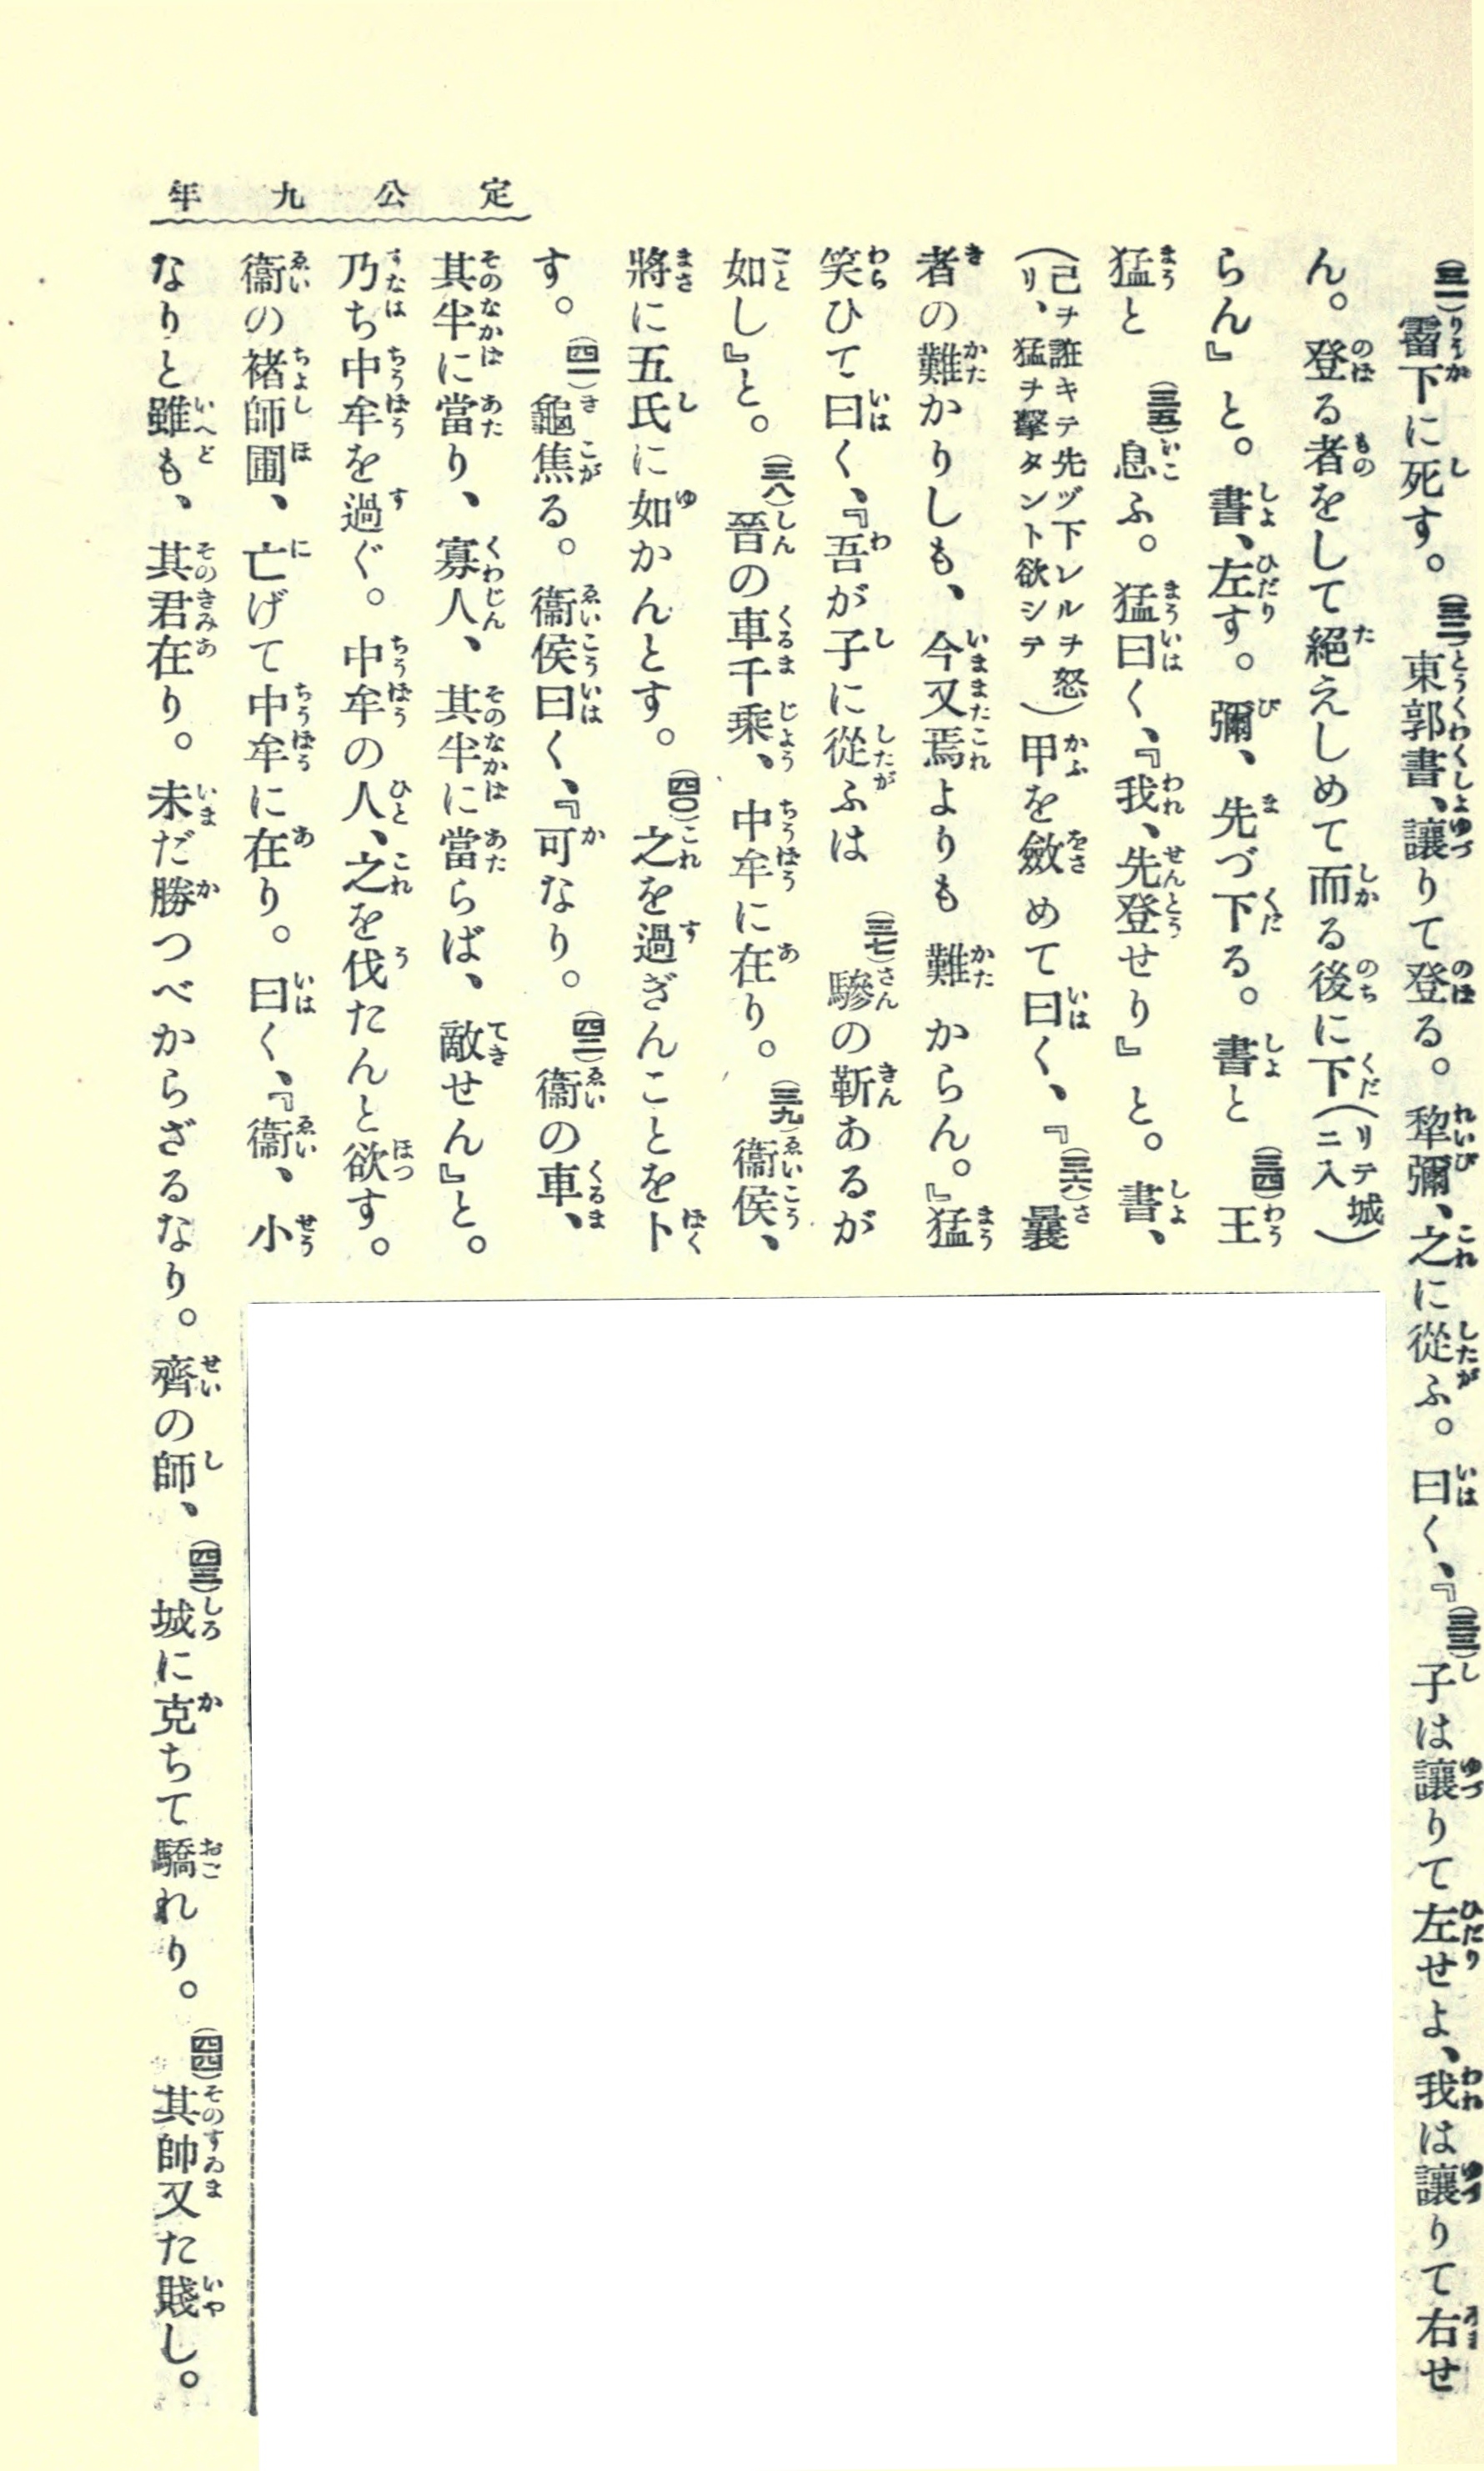 定公九年
(三一)霤下に死す。(三二)東郭書、讓りて登る。犂彌、之に從ふ。曰く、『(三三)子は讓りて左せよ、我は讓りて右せ
ん。登る者をして絕えしめて而る後に下(リテ城ニ入)
らん』と。書、左す。彌、先づ下る。書と(三四)王
猛と(三五)息ふ。猛曰く、『我、先登せり』と。書、
(己ヲ誑キテ先ヅ下レルヲ怒リ、猛ヲ擊タント欲シテ)甲を斂めて曰く、『(三六)曩
者の難かりしも、今又焉よりも難からん。』猛
笑ひて曰く、『吾が子に從ふは(三七)驂の靳あるが
如し』と。(三八)晉の車千乘、中牟に在り。(三九)衞侯、
將に五氏に如かんとす。(四〇)之を過ぎんことを卜
す。(四一)龜焦る。衞侯曰く、『可なり。(四二)衞の車、
其半に當り、寡人、其半に當らば、敵せん』と。
乃ち中牟を過ぐ。中牟の人、之を伐たんと欲す。
衞の褚師圃、亡げて中牟に在り。曰く、『衞、小
なりと雖も、其君在り。未だ勝つべからざるなり。齊の師、(四三)城に克ちて驕れり。(四四)其帥又た賤し。